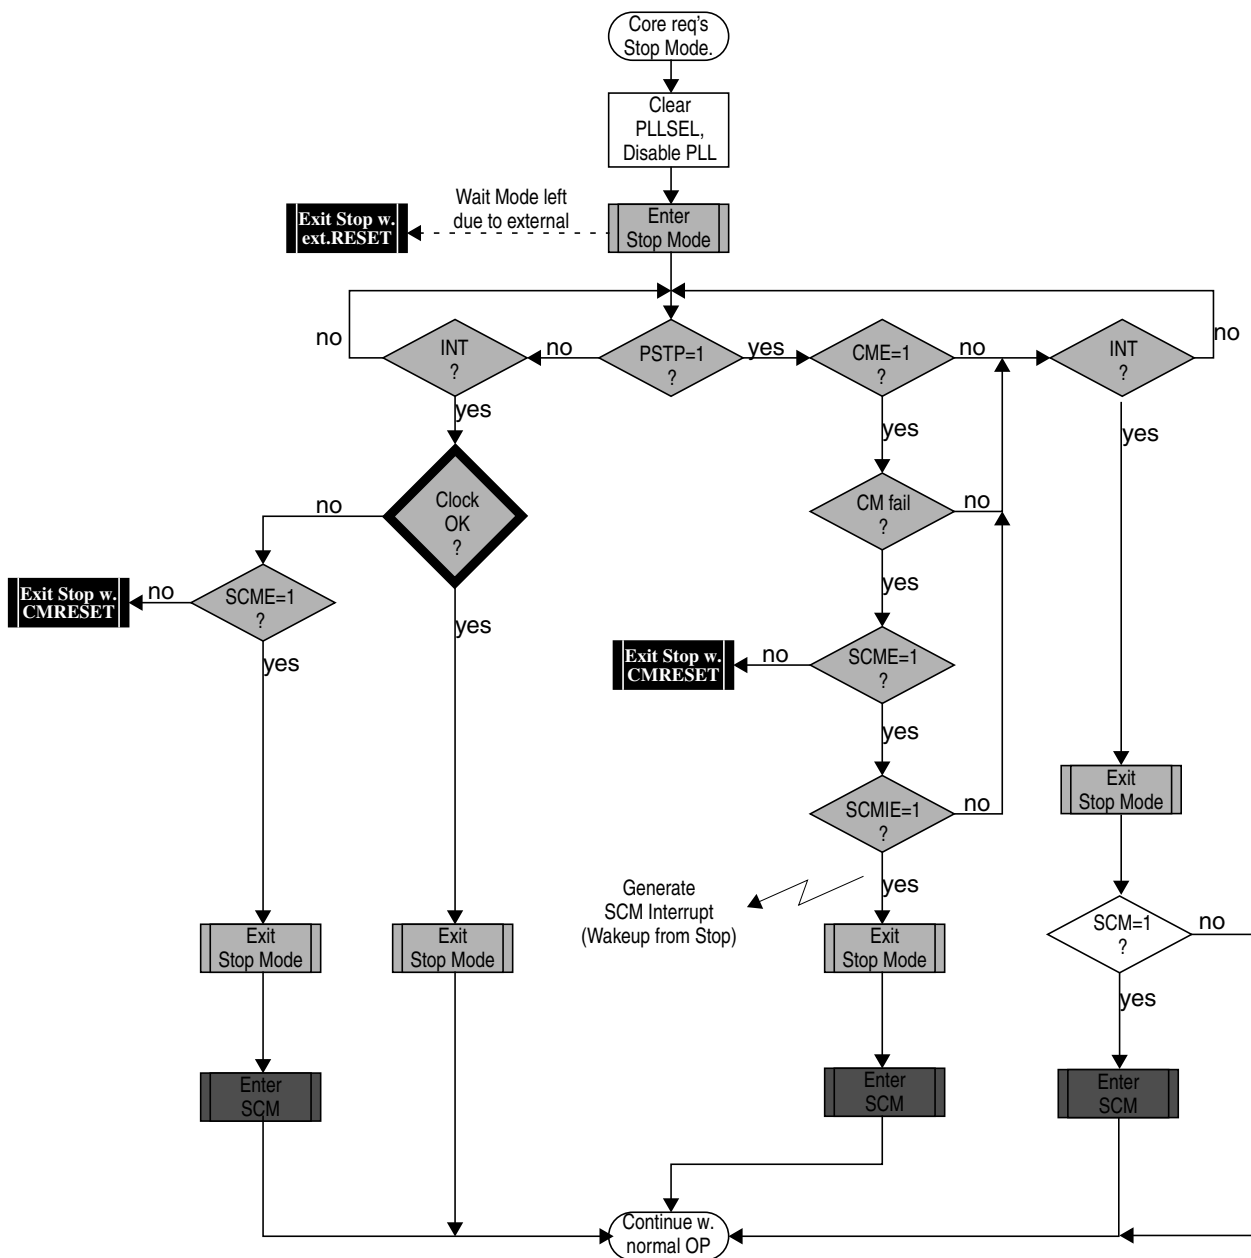 Core req's
Stop Mode.
Clear
PLLSEL,
Disable PLL
Wait Mode left
due to external
Exit Stop w.
ext.RESET
Enter
Stop Mode
no
INT
?
no
PSTP=1
?
yes
CME=1
?
no
INT
?
no
yes
yes
yes
Clock
OK
?
no
CM fail
?
no
yes
Exit Stop w.
CMRESET
no
SCME=1
?
yes
yes
Exit Stop w.
CMRESET
no
SCME=1
?
yes
Exit
Stop Mode
SCMIE=1
?
no
yes
Generate
SCM Interrupt
(Wakeup from Stop)
Exit
Stop Mode
Exit
Stop Mode
Exit
Stop Mode
SCM=1
?
no
yes
Enter
SCM
Enter
SCM
Enter
SCM
Continue w.
normal OP